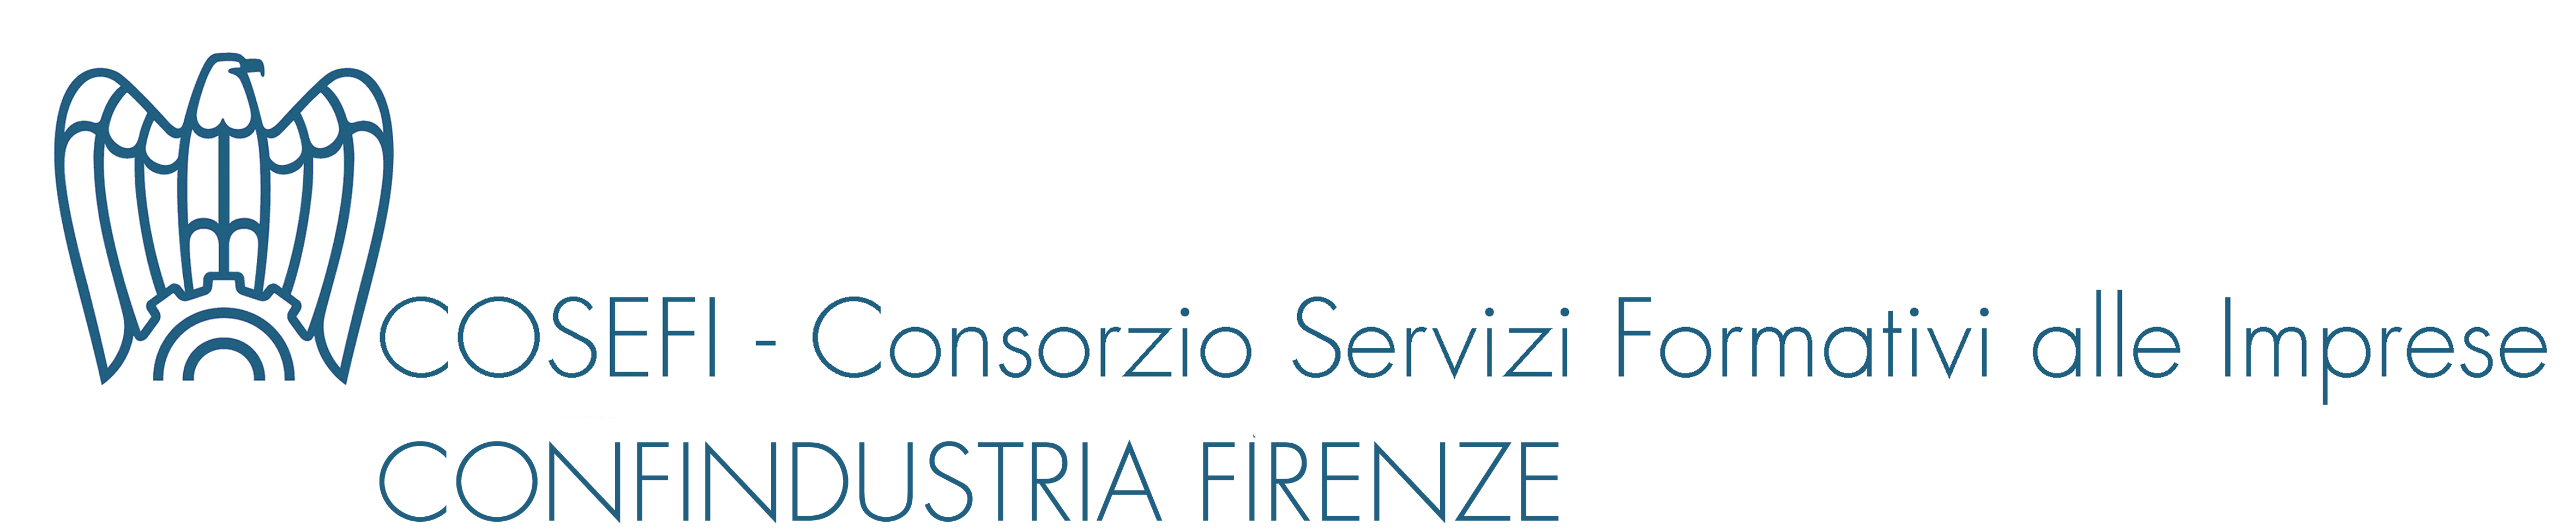 COSEFI - Consorzio Servizi Formativi alle Imprese
CONFINDUSTRIA FIRENZE